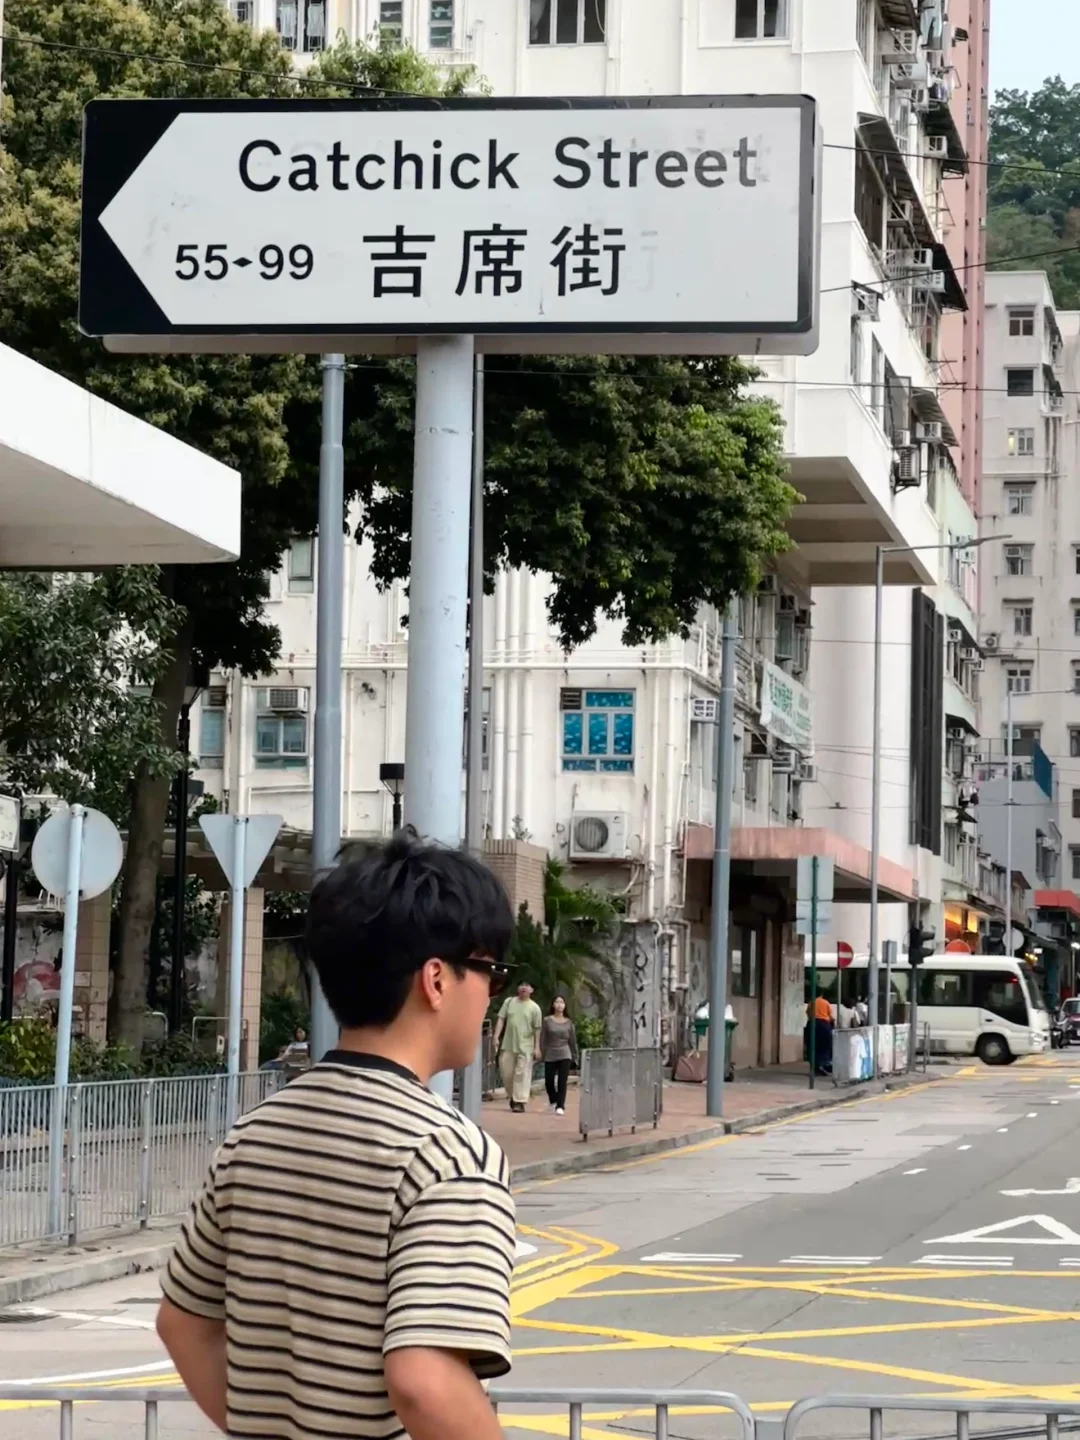 Catchick Street
55-99 吉席街